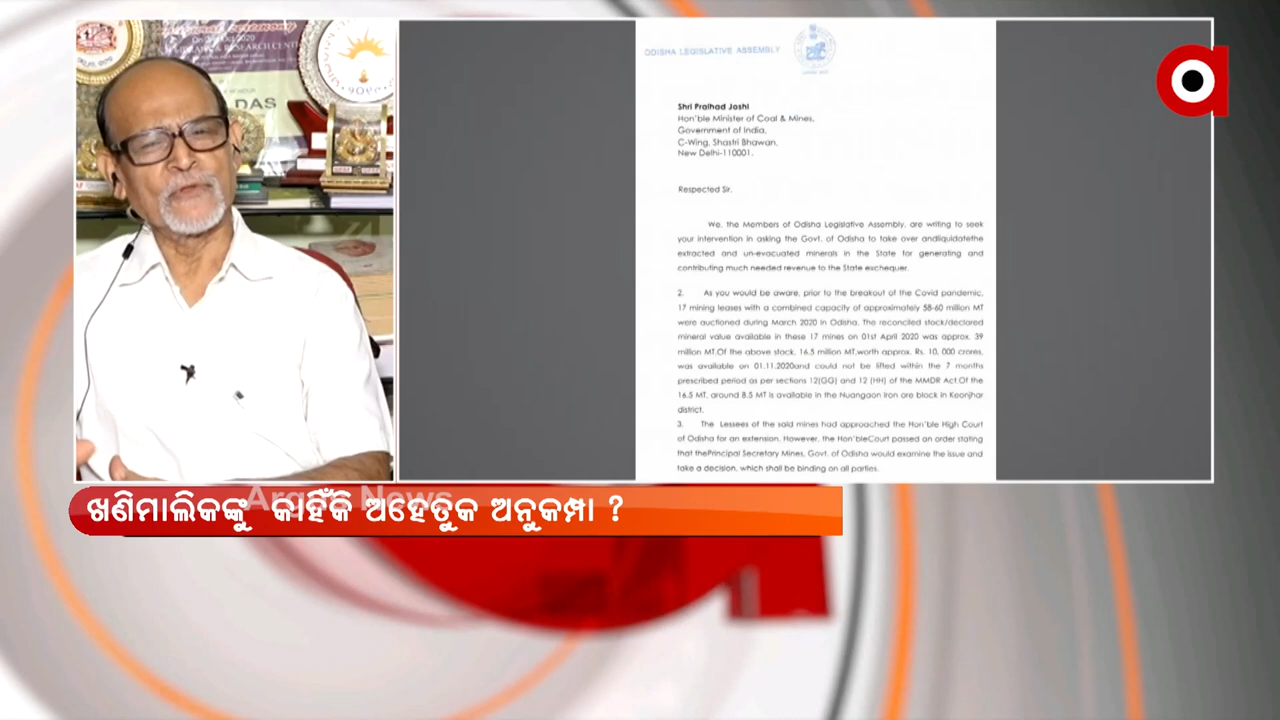 On 2nd Oct 2020
& RESEARCH CENT
DAS
ODISHA LEGISLATIVE ASSEMBLY
Shri Pralhad Joshi
Hon'ble Minister of Coal & Mines,
Government of India,
C-Wing, Shastri Bhawan,
New Delhi-110001.
Respected Sir,
We, the Members of Odisha Legislative Assembly, are writing to seek
your intervention in asking the Govt. of Odisha to take over andliquidatethe
extracted and un-evacuated minerals in the State for generating and
contributing much needed revenue to the State eschequer.
2. As you would be aware, prior to the breakout of the Covid pandemic,
17 mining leases with a combined capacity of approximately 58-60 million MT
were auctioned during March 2020 in Odisha. The reconciled stock/declared
mineral value available in these 17 mines on 01st April 2020 was approx. 39
million MT.Of the above stock, 16.5 million MT,worth approx. Rs. 10, 000 crores,
was available on 01.11.2020and could not be lifted within the 7 months
prescribed period as per sections 12(GG) and 12 (HH) of the MMDR Act.Of the
16.5 MT, around 8.5 MT is available in the Nuangaon iron ore block in Keonjhar
district.
3. The Lessees of the said mines had approached the Hon'ble High Court
of Odisha for an extension. However, the Hon'bleCourt passed an order stating
that thePrincipal Secretary Mines, Govt. of Odisha would examine the issue and
take a decision, which shall be binding on all parties.
Argus News
ଖଣିମାଲିକଙ୍କୁ କାହିଁକି ଅହେତୁକ ଅନୁକମ୍ପା ?